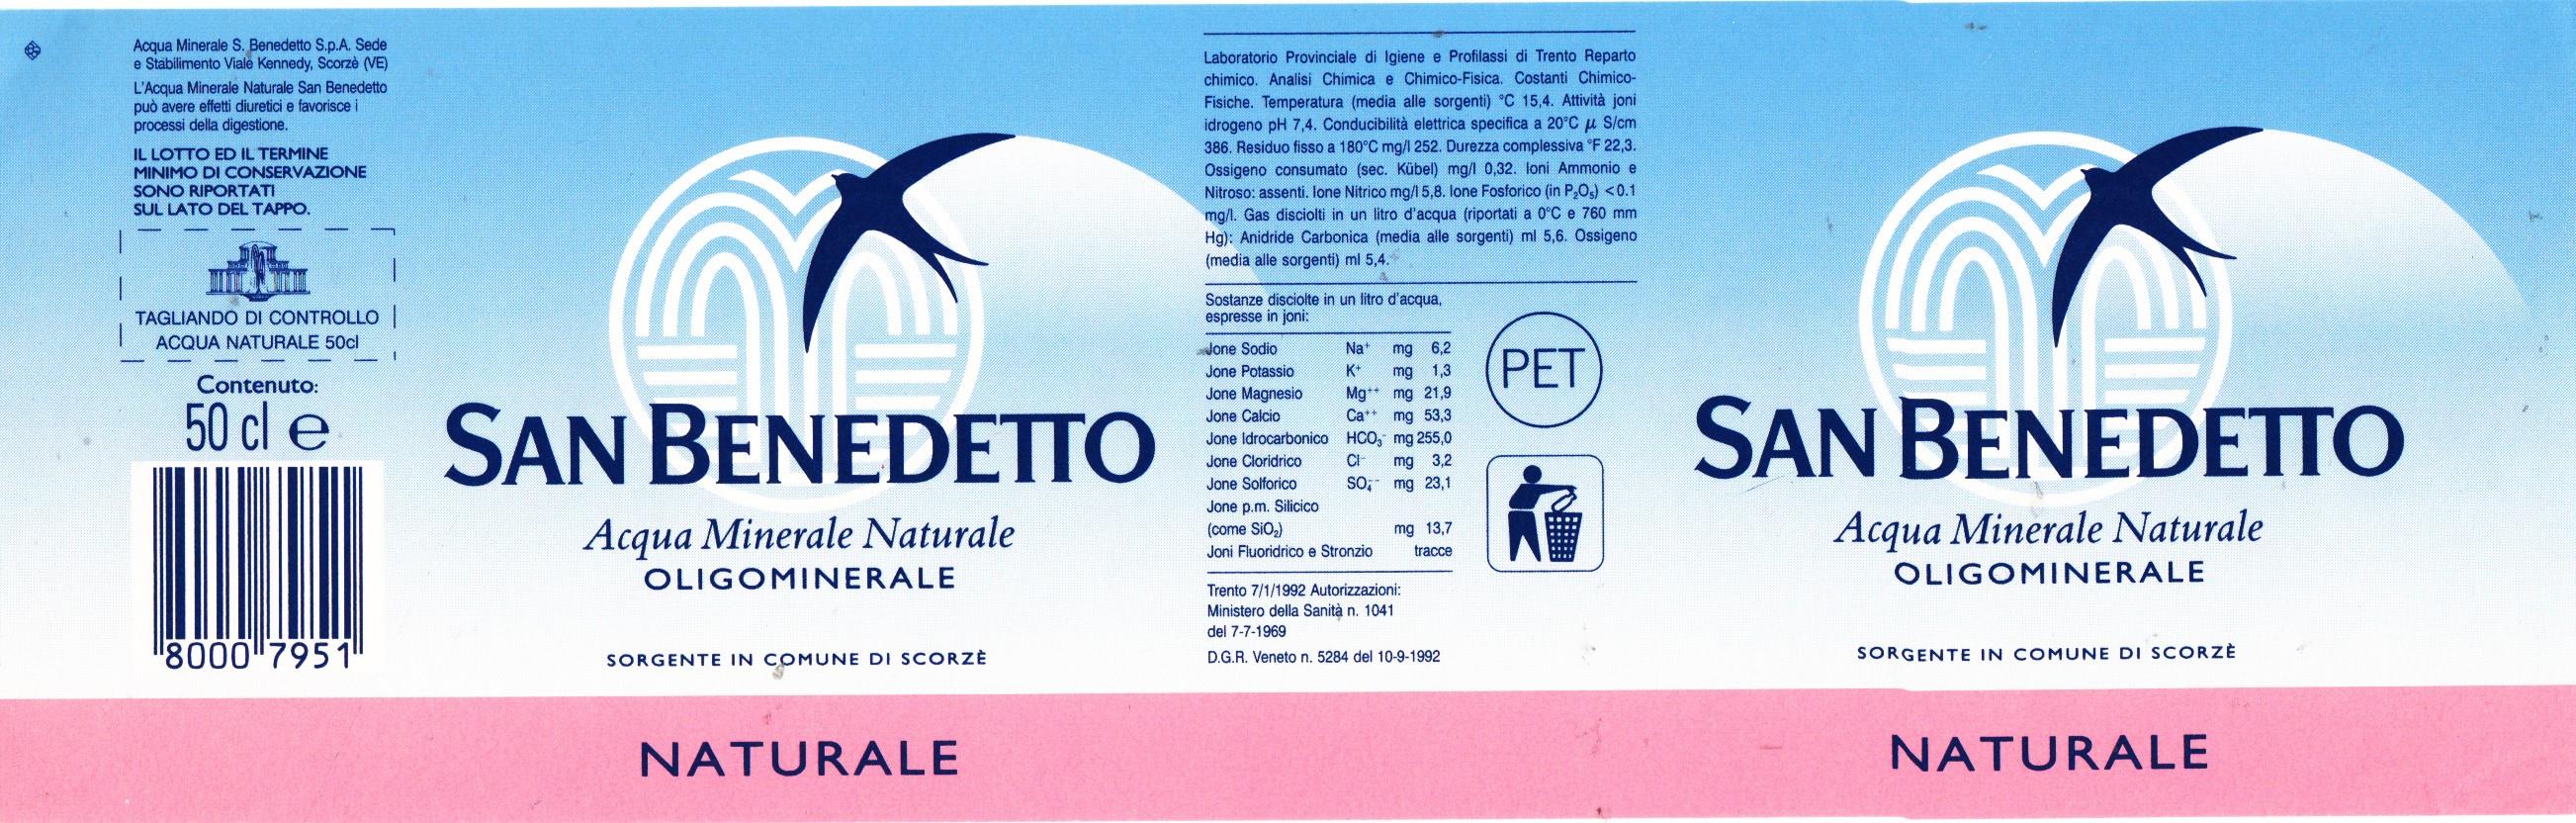 Acqua Minerale S. Benedetto S.p.A. Sede
e Stabilimento Viale Kennedy, Scorzè (VE)
L'Acqua Minerale Naturale San Benedetto
può avere effetti diuretici e favorisce i
processi della digestione.
IL LOTTO ED IL TERMINE
MINIMO DI CONSERVAZIONE
SONO RIPORTATI
SUL LATO DEL TAPPO.
TAGLIANDO DI CONTROLLO
ACQUA NATURALE 50cl
Contenuto:
50 cl e
8000 7951
SAN BENEDETTO
Acqua Minerale Naturale
OLIGOMINERALE
SORGENTE IN COMUNE DI SCORZÈ
NATURALE
Laboratorio Provinciale di Igiene e Profilassi di Trento Reparto
chimico. Analisi Chimica e Chimico-Fisica. Costanti Chimico-
Fisiche. Temperatura (media alle sorgenti) °C 15,4. Attività joni
idrogeno pH 7,4. Conducibilità elettrica specifica a 20°C μ S/cm
386. Residuo fisso a 180°C mg/l 252. Durezza complessiva °F 22,3.
Ossigeno consumato (sec. Kübel) mg/l 0,32. Ioni Ammonio e
Nitroso: assenti. Ione Nitrico mg/l 5,8. Ione Fosforico (in P₂O₅) <0.1
mg/l. Gas disciolti in un litro d'acqua (riportati a 0°C e 760 mm
Hg): Anidride Carbonica (media alle sorgenti) ml 5,6. Ossigeno
(media alle sorgenti) ml 5,4.
Sostanze disciolte in un litro d'acqua,
espresse in joni:
Jone Sodio Na⁺ mg 6,2
Jone Potassio K⁺ mg 1,3
Jone Magnesio Mg⁺⁺ mg 21,9
Jone Calcio Ca⁺⁺ mg 53,3
Jone Idrocarbonico HCO₃⁻ mg 255,0
Jone Cloridrico Cl⁻ mg 3,2
Jone Solforico SO₄⁻⁻ mg 23,1
Jone p.m. Silicico
(come SiO₂) mg 13,7
Joni Fluoridrico e Stronzio tracce
Trento 7/1/1992 Autorizzazioni:
Ministero della Sanità n. 1041
del 7-7-1969
D.G.R. Veneto n. 5284 del 10-9-1992
PET
SAN BENEDETTO
Acqua Minerale Naturale
OLIGOMINERALE
SORGENTE IN COMUNE DI SCORZÈ
NATURALE